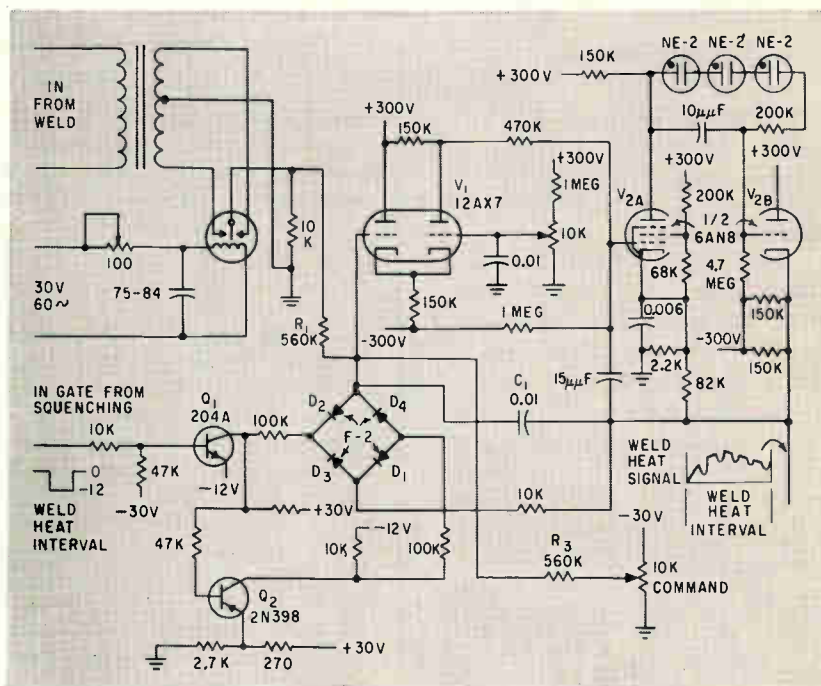 IN
FROM
WELD
30V
60~
100
75-84
10
K
R1
560K
+300V
150K
470K
V1
12AX7
+300V
1 MEG
10K
0.01
150K
-300V
1 MEG
+300V
150K
NE-2
NE-2
NE-2
10μμF
200K
+300V
+300V
V2A
200K
1/2
6AN8
V2B
68K
4.7
MEG
0.006
150K
-300V
2.2K
150K
82K
15μμF
C1
0.01
IN GATE FROM
SQUENCHING
Q1
204A
10K
47K
0
-12
-12V
-30V
WELD
HEAT
INTERVAL
100K
D2
D4
F-2
D3
D1
+30V
10K
-12V
100K
47K
10K
Q2
2N398
2.7K
270
+30V
R3
560K
WELD
HEAT
SIGNAL
WELD
HEAT
INTERVAL
-30V
10K
COMMAND